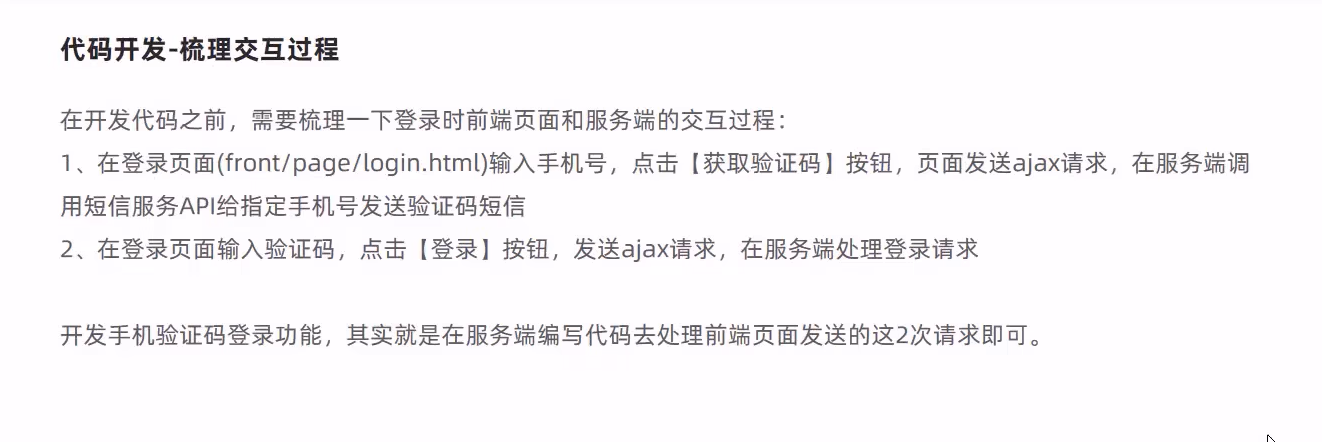 代码开发-梳理交互过程
在开发代码之前，需要梳理一下登录时前端页面和服务端的交互过程：
1、在登录页面(front/page/login.html)输入手机号，点击【获取验证码】按钮，页面发送ajax请求，在服务端调
用短信服务API给指定手机号发送验证码短信
2、在登录页面输入验证码，点击【登录】按钮，发送ajax请求，在服务端处理登录请求
开发手机验证码登录功能，其实就是在服务端编写代码去处理前端页面发送的这2次请求即可。